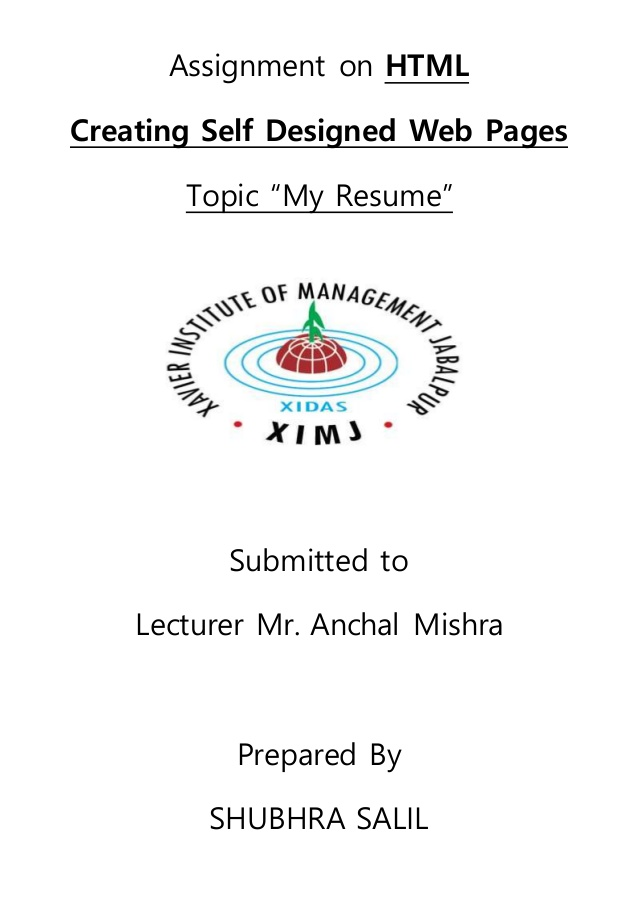 Assignment on HTML
Creating Self Designed Web Pages
Topic “My Resume”
XAVIER INSTITUTE OF MANAGEMENT JABALPUR
XIDAS
• XIMJ •
Submitted to
Lecturer Mr. Anchal Mishra
Prepared By
SHUBHRA SALIL